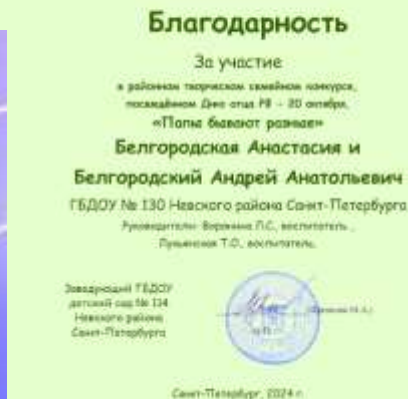 Благодарность
За участие
в районном творческом семейном конкурсе,
посвящённом Дню отца РФ - 20 октября,
«Папы бывают разные»
Белгородская Анастасия и
Белгородский Андрей Анатольевич
ГБДОУ № 130 Невского района Санкт-Петербурга
Руководители: Воронина Л.С., воспитатель,
Т.О., воспитатель,
Заведующий ГБДОУ
детский сад № 114
Невского района
Санкт-Петербурга
Санкт-Петербург, 2024 г.